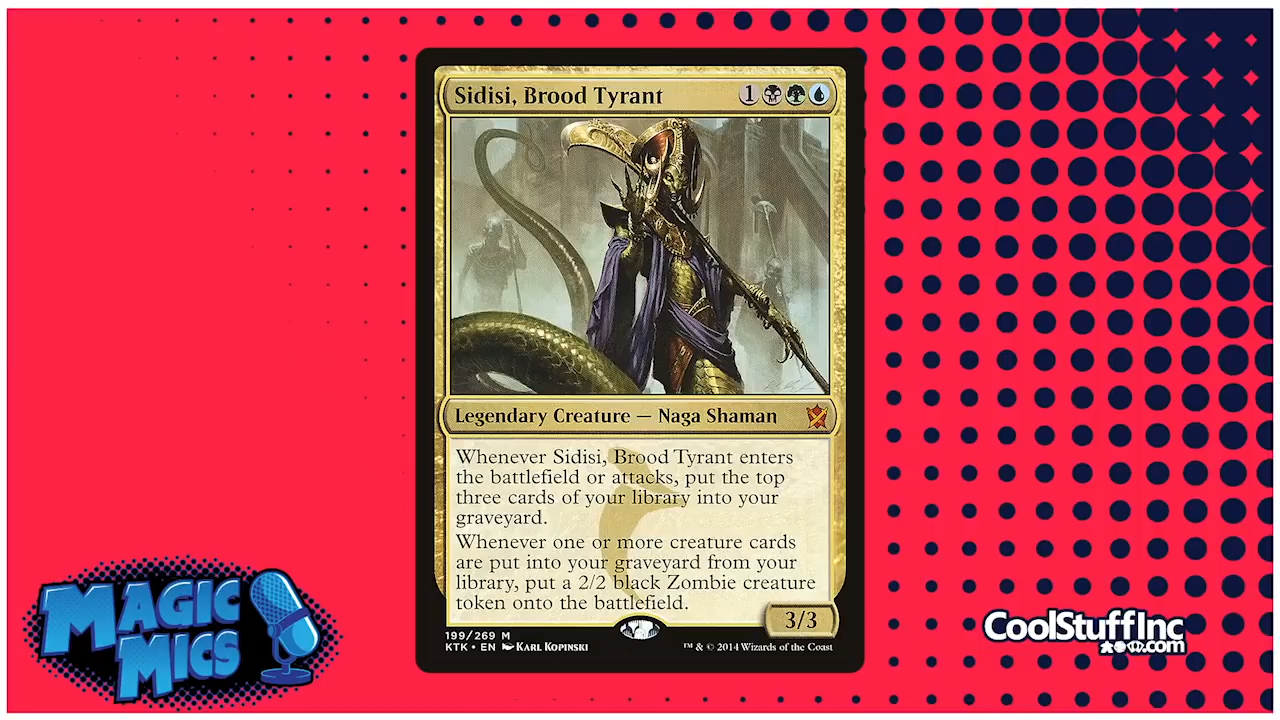 Sidisi, Brood Tyrant
1
Legendary Creature — Naga Shaman
Whenever Sidisi, Brood Tyrant enters
the battlefield or attacks, put the top
three cards of your library into your
graveyard.
Whenever one or more creature cards
are put into your graveyard from your
library, put a 2/2 black Zombie creature
token onto the battlefield.
3/3
199/269 M
KTK • EN Karl Kopinski
™ & © 2014 Wizards of the Coast
MAGIC
MICS
CoolStuffInc
.com